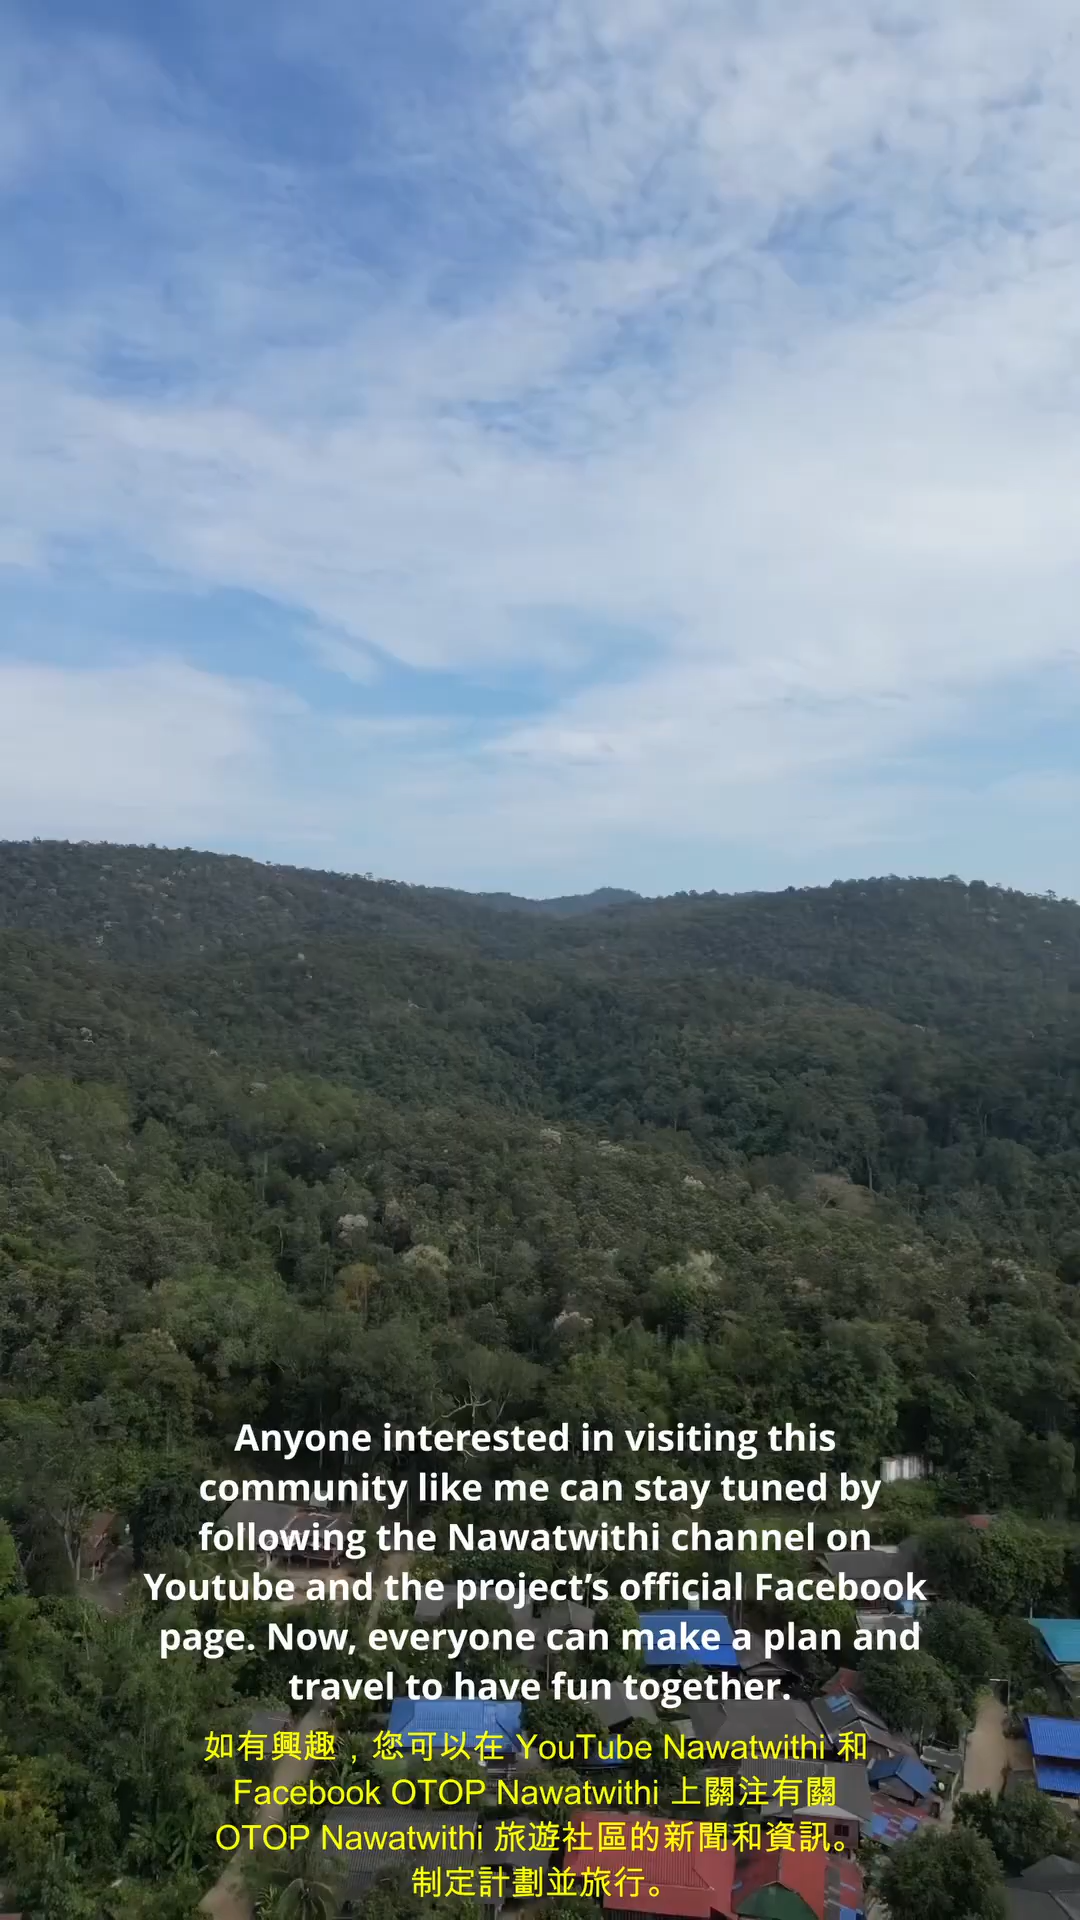 Anyone interested in visiting this
community like me can stay tuned by
following the Nawatwithi channel on
Youtube and the project’s official Facebook
page. Now, everyone can make a plan and
travel to have fun together.
如有興趣，您可以在 YouTube Nawatwithi 和
Facebook OTOP Nawatwithi 上關注有關
OTOP Nawatwithi 旅遊社區的新聞和資訊。
制定計劃並旅行。